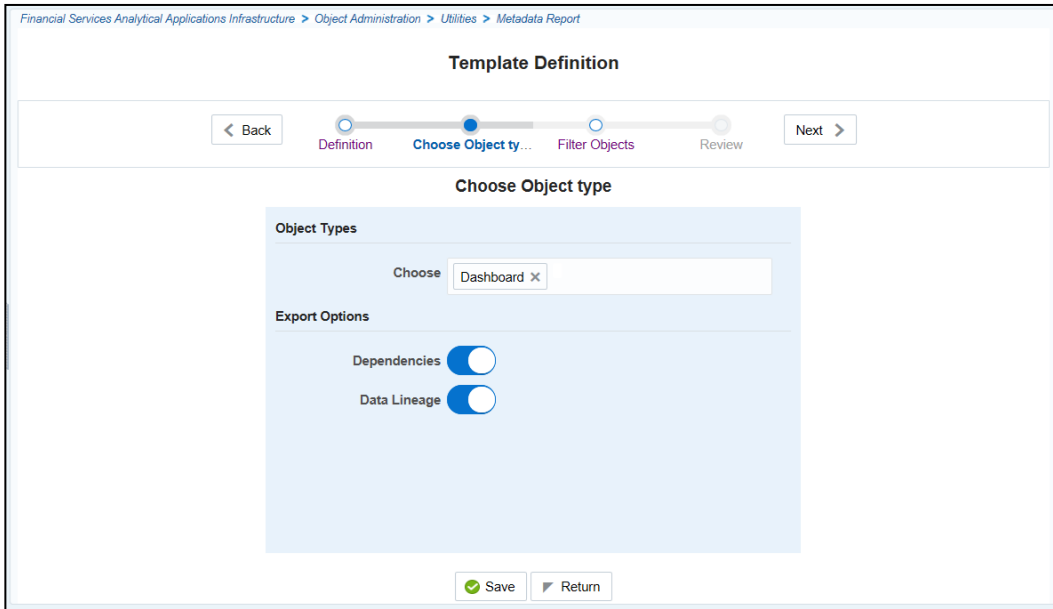 Financial Services Analytical Applications Infrastructure > Object Administration > Utilities > Metadata Report
Template Definition
Back
Definition
Choose Object ty...
Filter Objects
Review
Next
Choose Object type
Object Types
Choose
Dashboard
Export Options
Dependencies
Data Lineage
Save
Return